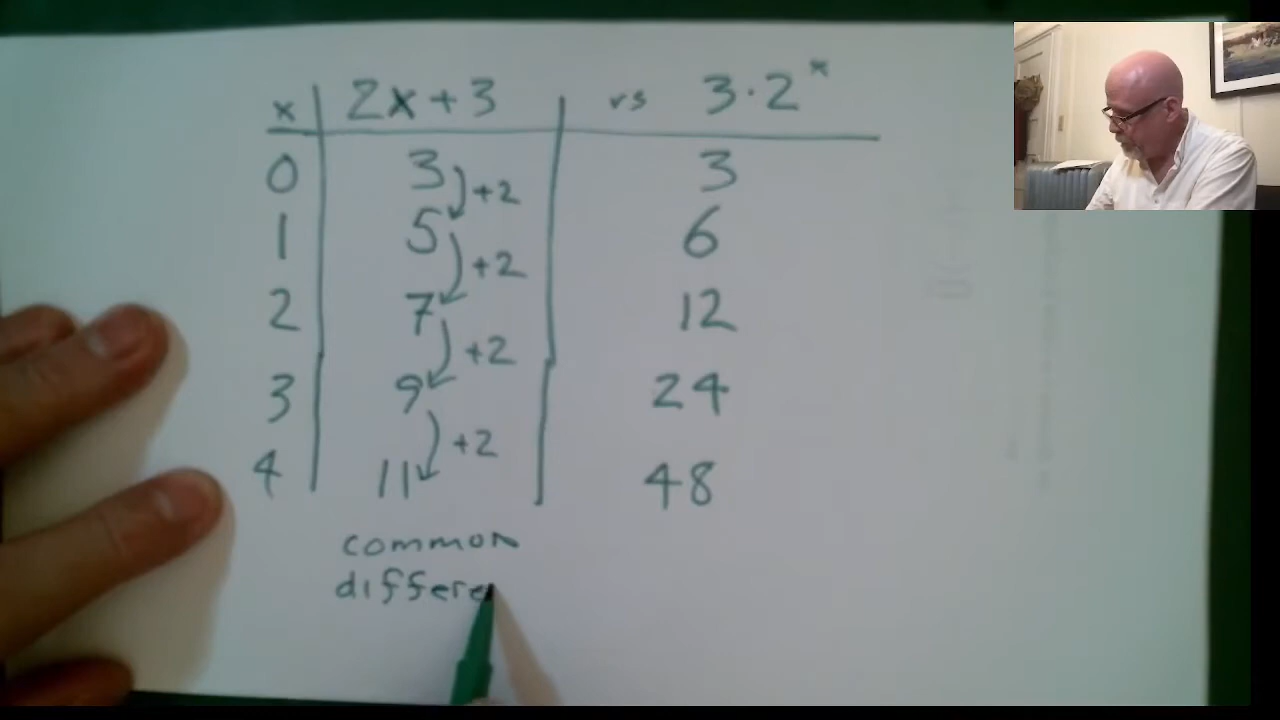 x 2x+3 vs 3·2ˣ
0 3 +2 3
1 5 +2 6
2 7 +2 12
3 9 +2 24
4 11 48
common
differe